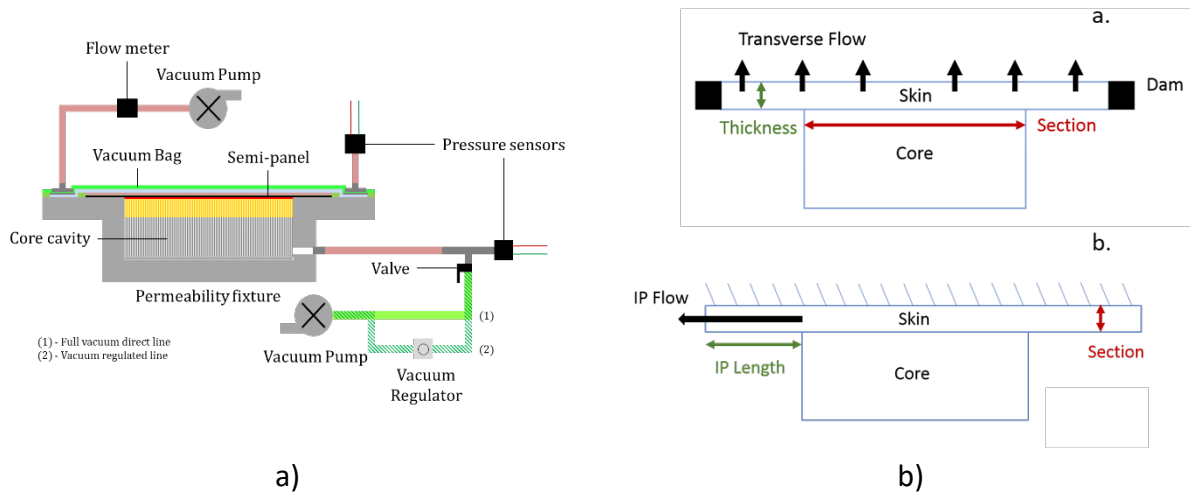 Flow meter
Vacuum Pump
Vacuum Bag
Semi-panel
Pressure sensors
Core cavity
Valve
Permeability fixture
(1)
(1) - Full vacuum direct line
(2) - Vacuum regulated line
Vacuum Pump
(2)
Vacuum
Regulator
a)
a.
Transverse Flow
Dam
Skin
Thickness
Section
Core
b.
IP Flow
Skin
IP Length
Section
Core
b)